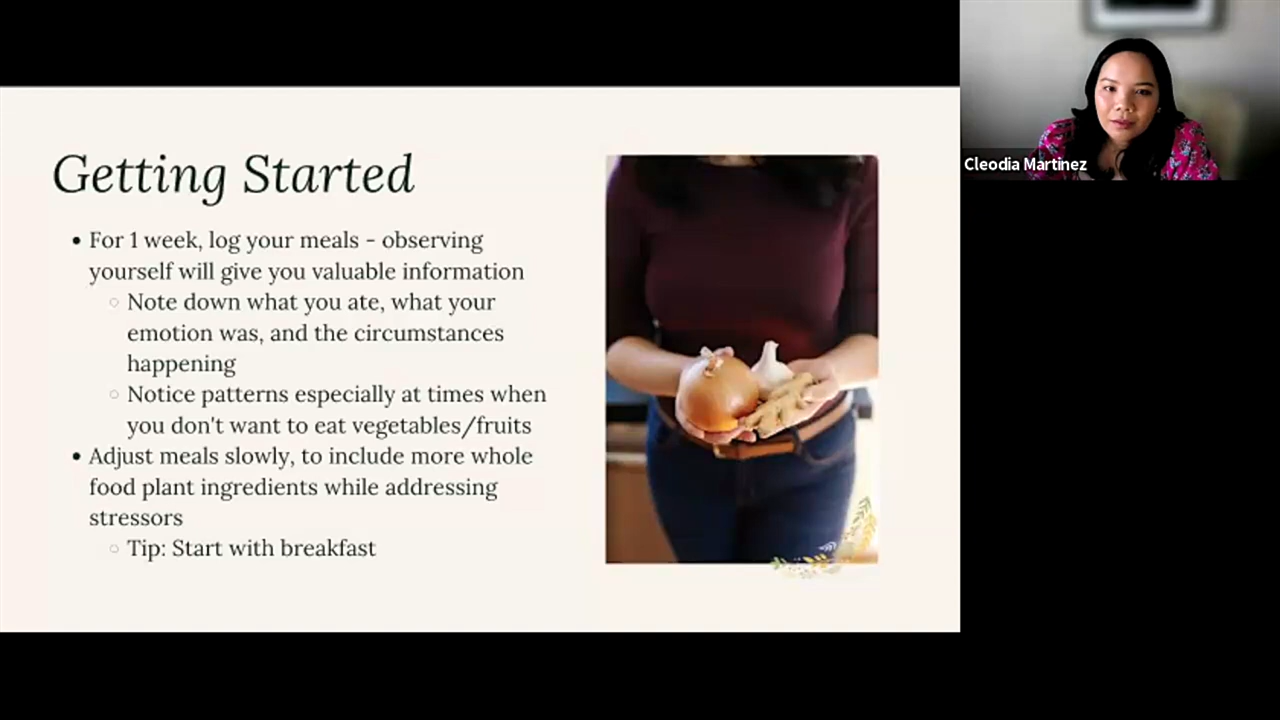 Getting Started
• For 1 week, log your meals - observing
yourself will give you valuable information
○ Note down what you ate, what your
emotion was, and the circumstances
happening
○ Notice patterns especially at times when
you don't want to eat vegetables/fruits
• Adjust meals slowly, to include more whole
food plant ingredients while addressing
stressors
○ Tip: Start with breakfast
Cleodia Martinez